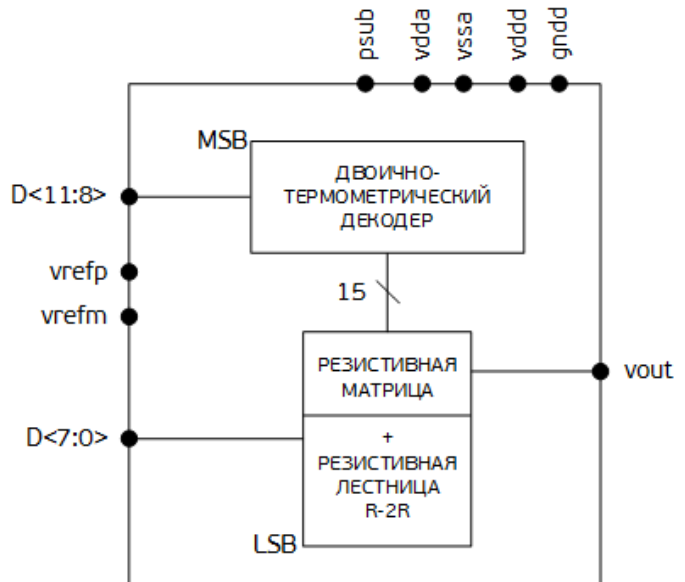 psub
vdda
vssa
vddd
gndd
MSB
ДВОИЧНО-
ТЕРМОМЕТРИЧЕСКИЙ
ДЕКОДЕР
D<11:8>
vrefp
vrefm
15
РЕЗИСТИВНАЯ
МАТРИЦА
vout
D<7:0>
+
РЕЗИСТИВНАЯ
ЛЕСТНИЦА
R-2R
LSB